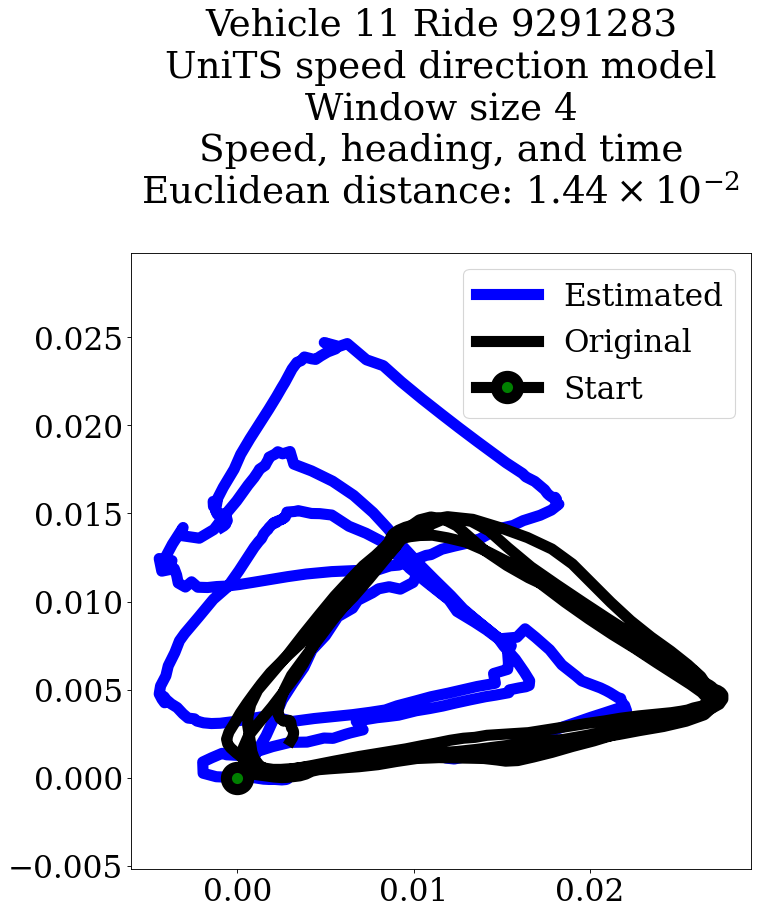 Vehicle 11 Ride 9291283
UniTS speed direction model
Window size 4
Speed, heading, and time
Euclidean distance: 1.44 × 10⁻²
Estimated
Original
Start
0.025
0.020
0.015
0.010
0.005
0.000
−0.005
0.00 0.01 0.02